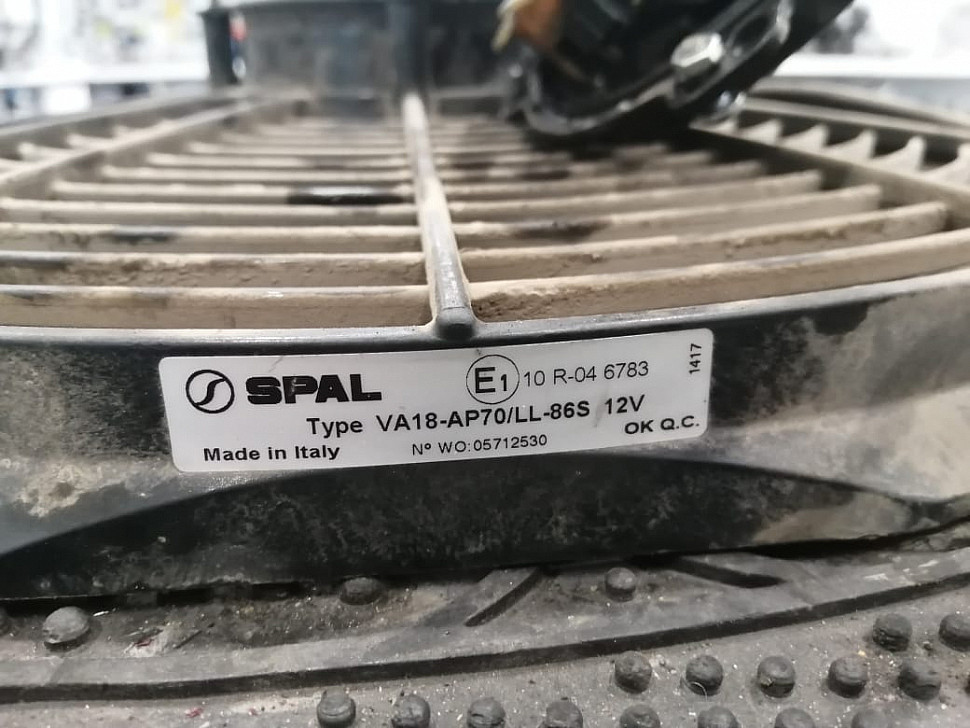 SPAL E1 10 R-04 6783
1417
Type VA18-AP70/LL-86S 12V
Made in Italy Nº WO:05712530 OK Q.C.